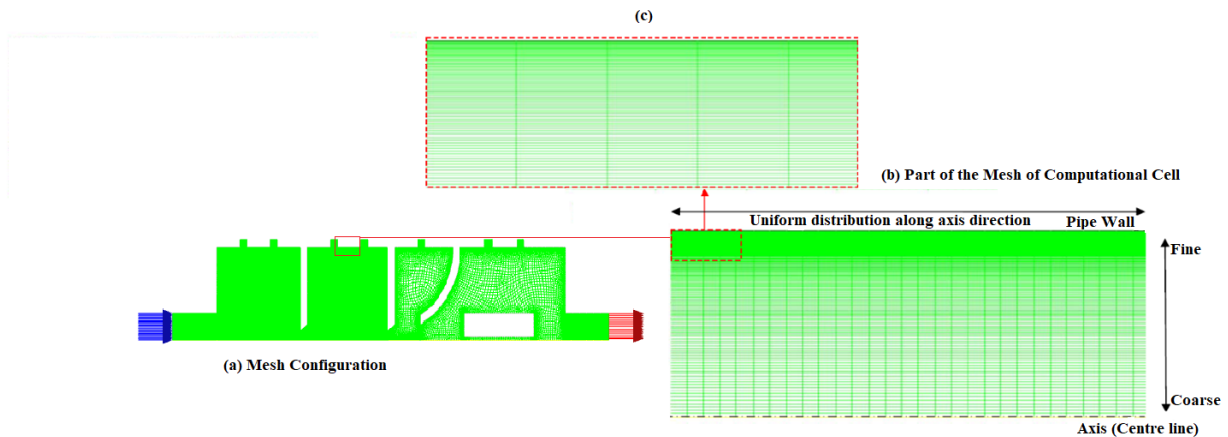 (c)
(b) Part of the Mesh of Computational Cell
Uniform distribution along axis direction
Pipe Wall
Fine
(a) Mesh Configuration
Coarse
Axis (Centre line)